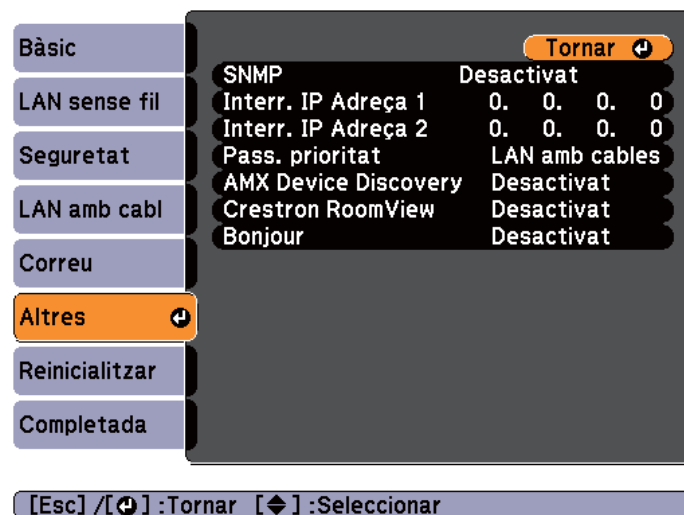 Bàsic
LAN sense fil
Seguretat
LAN amb cabl
Correu
Altres
Reinicialitzar
Completada
Tornar
SNMP Desactivat
Interr. IP Adreça 1 0. 0. 0. 0
Interr. IP Adreça 2 0. 0. 0. 0
Pass. prioritat LAN amb cables
AMX Device Discovery Desactivat
Crestron RoomView Desactivat
Bonjour Desactivat
[Esc] /[⏎] :Tornar [◆] :Seleccionar